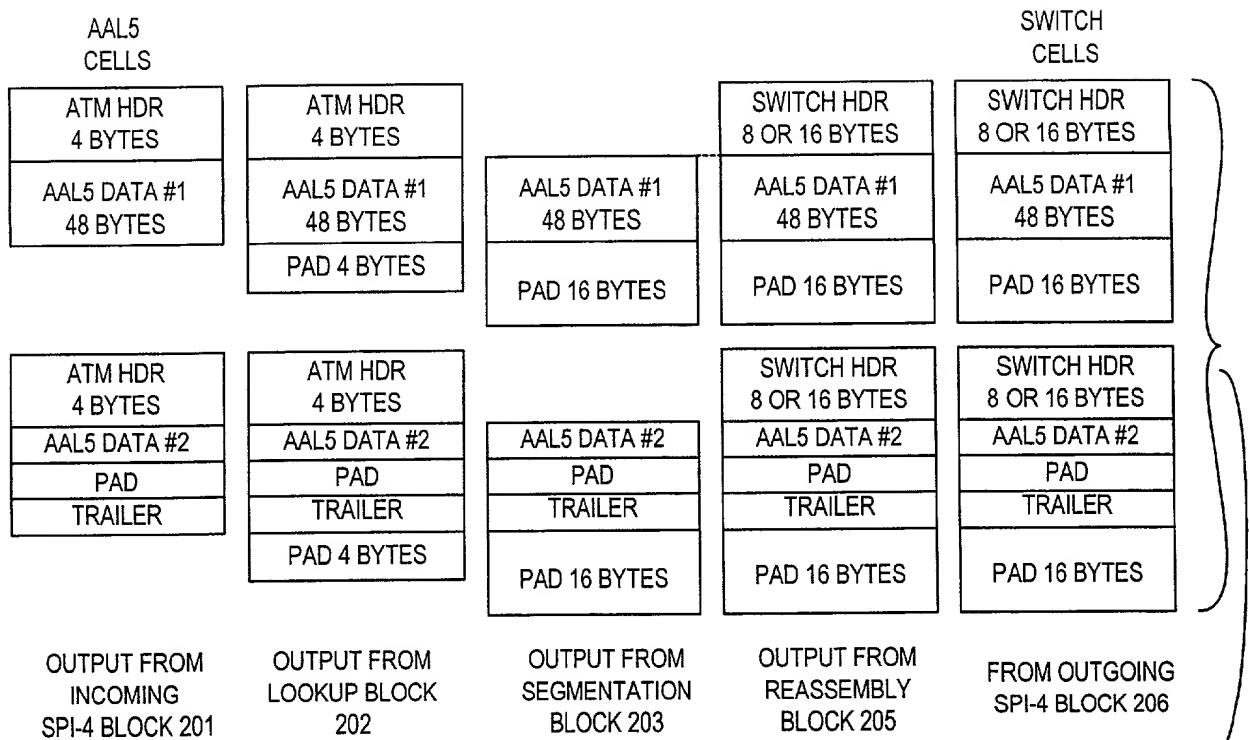 AAL5
CELLS
SWITCH
CELLS
ATM HDR
4 BYTES
AAL5 DATA #1
48 BYTES
ATM HDR
4 BYTES
AAL5 DATA #1
48 BYTES
PAD 4 BYTES
AAL5 DATA #1
48 BYTES
PAD 16 BYTES
SWITCH HDR
8 OR 16 BYTES
AAL5 DATA #1
48 BYTES
PAD 16 BYTES
SWITCH HDR
8 OR 16 BYTES
AAL5 DATA #1
48 BYTES
PAD 16 BYTES
ATM HDR
4 BYTES
AAL5 DATA #2
PAD
TRAILER
ATM HDR
4 BYTES
AAL5 DATA #2
PAD
TRAILER
PAD 4 BYTES
AAL5 DATA #2
PAD
TRAILER
PAD 16 BYTES
SWITCH HDR
8 OR 16 BYTES
AAL5 DATA #2
PAD
TRAILER
PAD 16 BYTES
SWITCH HDR
8 OR 16 BYTES
AAL5 DATA #2
PAD
TRAILER
PAD 16 BYTES
OUTPUT FROM
INCOMING
SPI-4 BLOCK 201
OUTPUT FROM
LOOKUP BLOCK
202
OUTPUT FROM
SEGMENTATION
BLOCK 203
OUTPUT FROM
REASSEMBLY
BLOCK 205
FROM OUTGOING
SPI-4 BLOCK 206